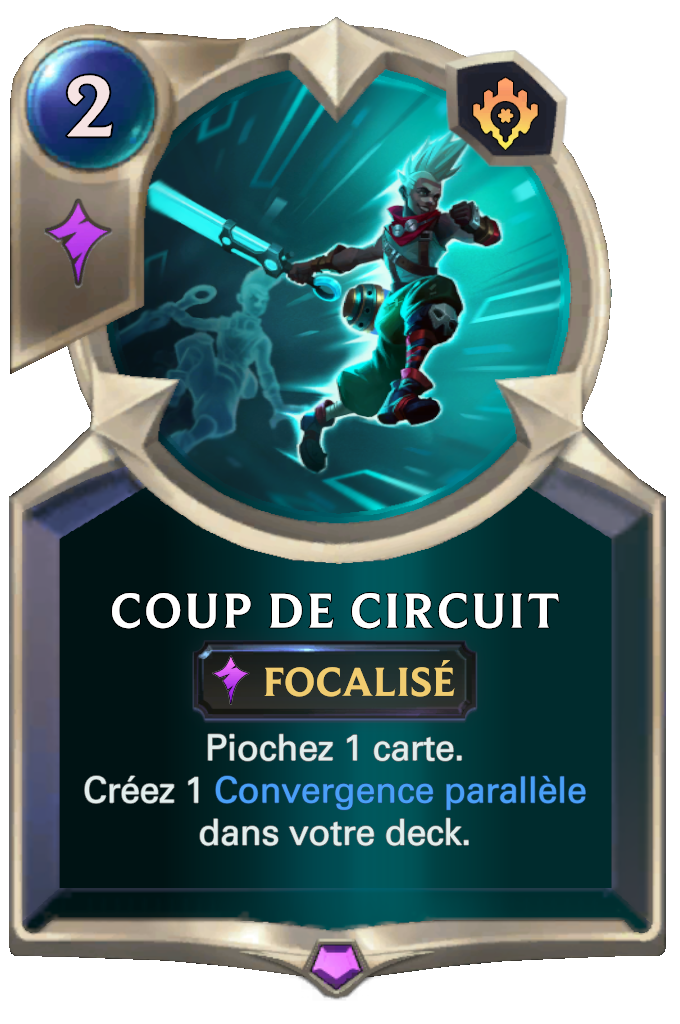 2
COUP DE CIRCUIT
FOCALISÉ
Piochez 1 carte.
Créez 1 Convergence parallèle
dans votre deck.